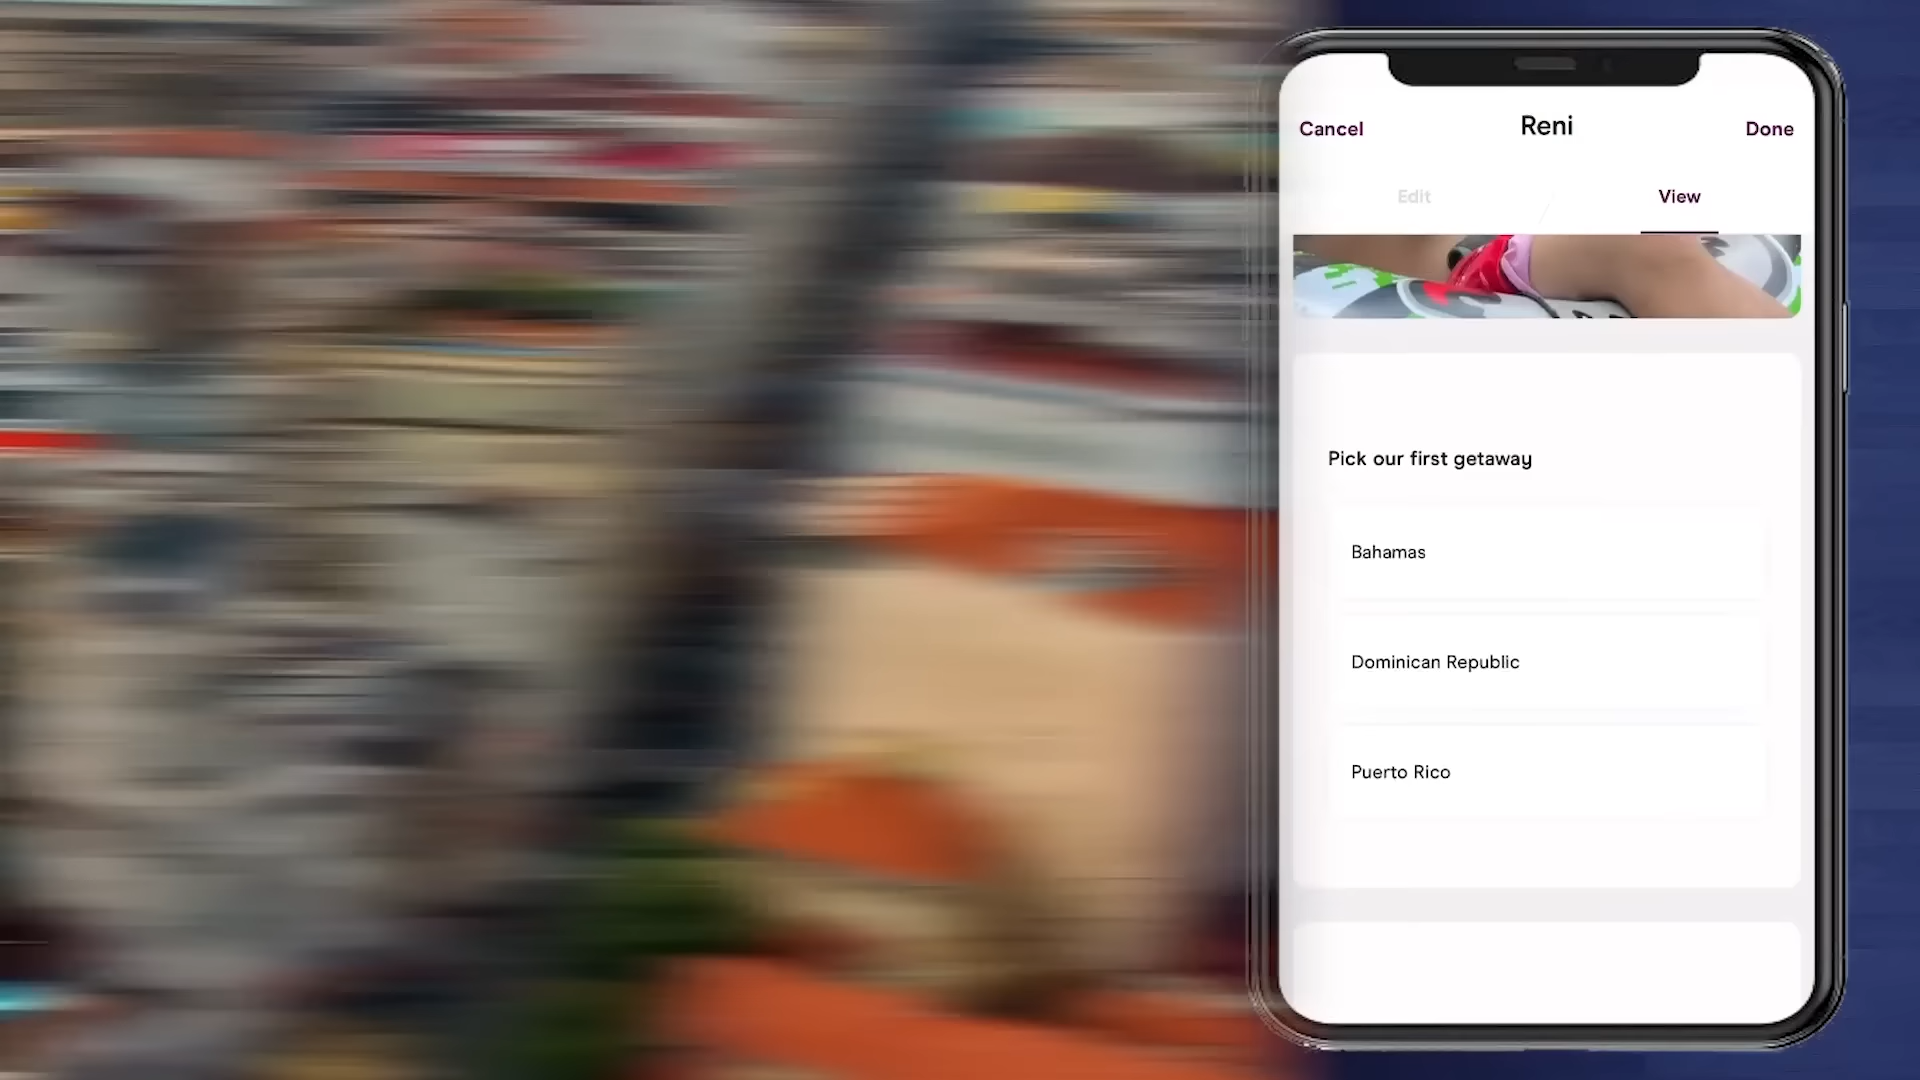 Cancel
Reni
Done
Edit
View
Pick our first getaway
Bahamas
Dominican Republic
Puerto Rico